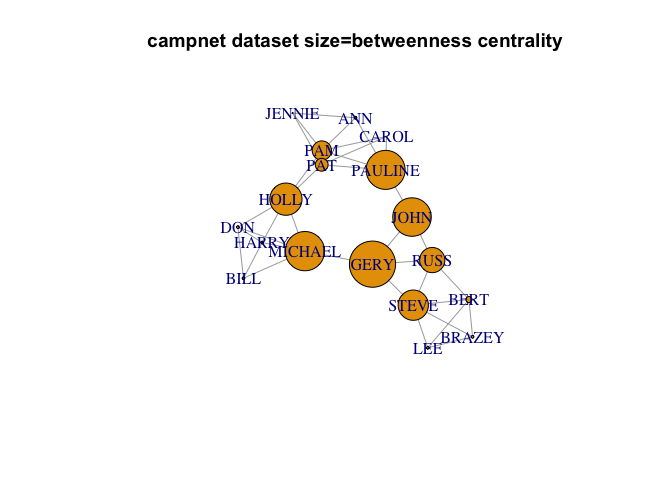 campnet dataset size=betweenness centrality
JENNIE
ANN
CAROL
PAM
PAT
PAULINE
HOLLY
JOHN
DON
HARRY
MICHAEL
GERY
RUSS
BILL
STEVE
BERT
BRAZEY
LEE